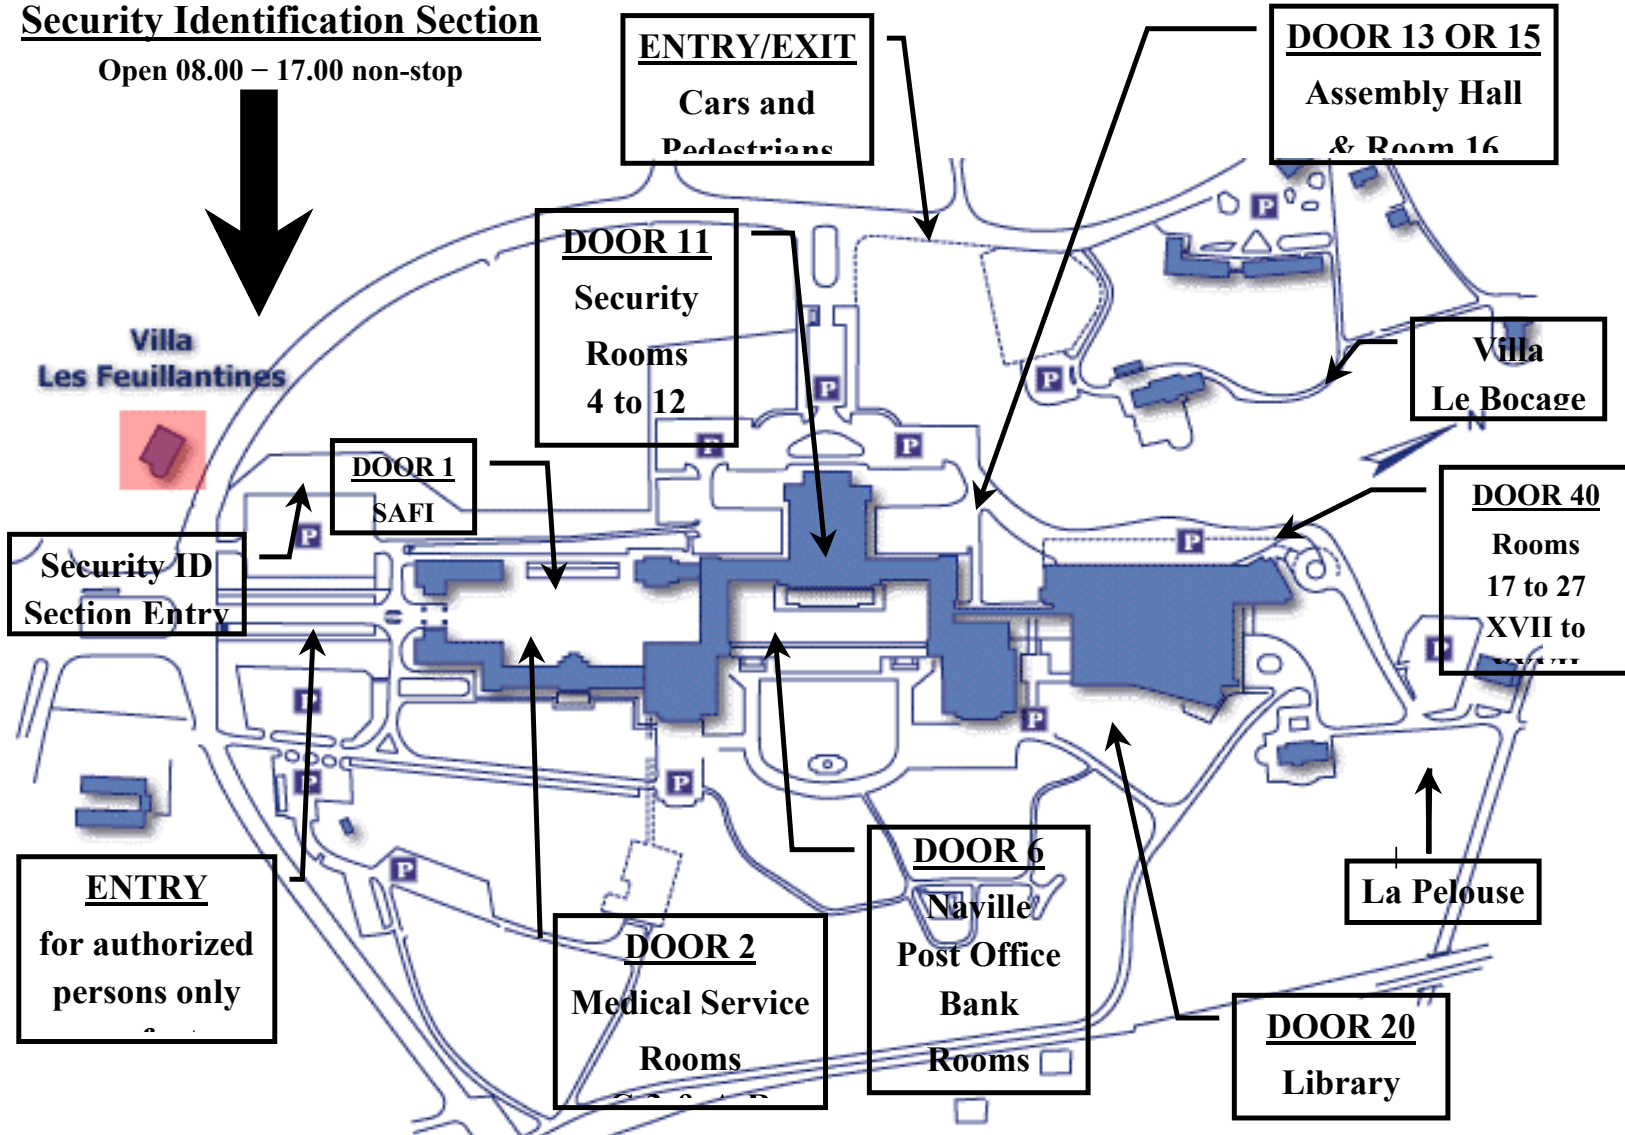 Security Identification Section
Open 08.00 – 17.00 non-stop
ENTRY/EXIT
Cars and
Pedestrians
DOOR 13 OR 15
Assembly Hall
& Room 16
DOOR 11
Security
Rooms
4 to 12
Villa
Les Feuillantines
Villa
Le Bocage
N
DOOR 1
SAFI
DOOR 40
Rooms
17 to 27
XVII to
Security ID
Section Entry
P
P
P
P
P
P
P
P
P
P
P
P
P
P
ENTRY
for authorized
persons only
DOOR 2
Medical Service
Rooms
DOOR 6
Naville
Post Office
Bank
Rooms
La Pelouse
DOOR 20
Library